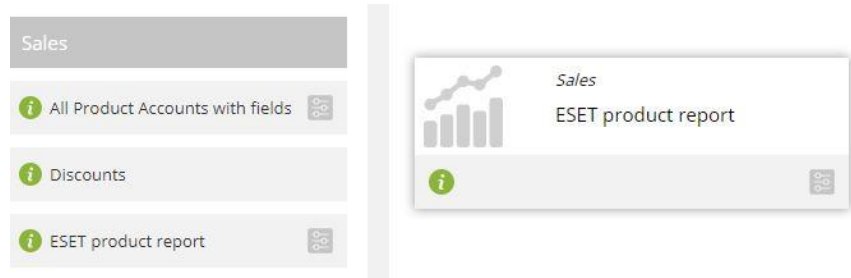 Sales
All Product Accounts with fields
Discounts
ESET product report
Sales
ESET product report